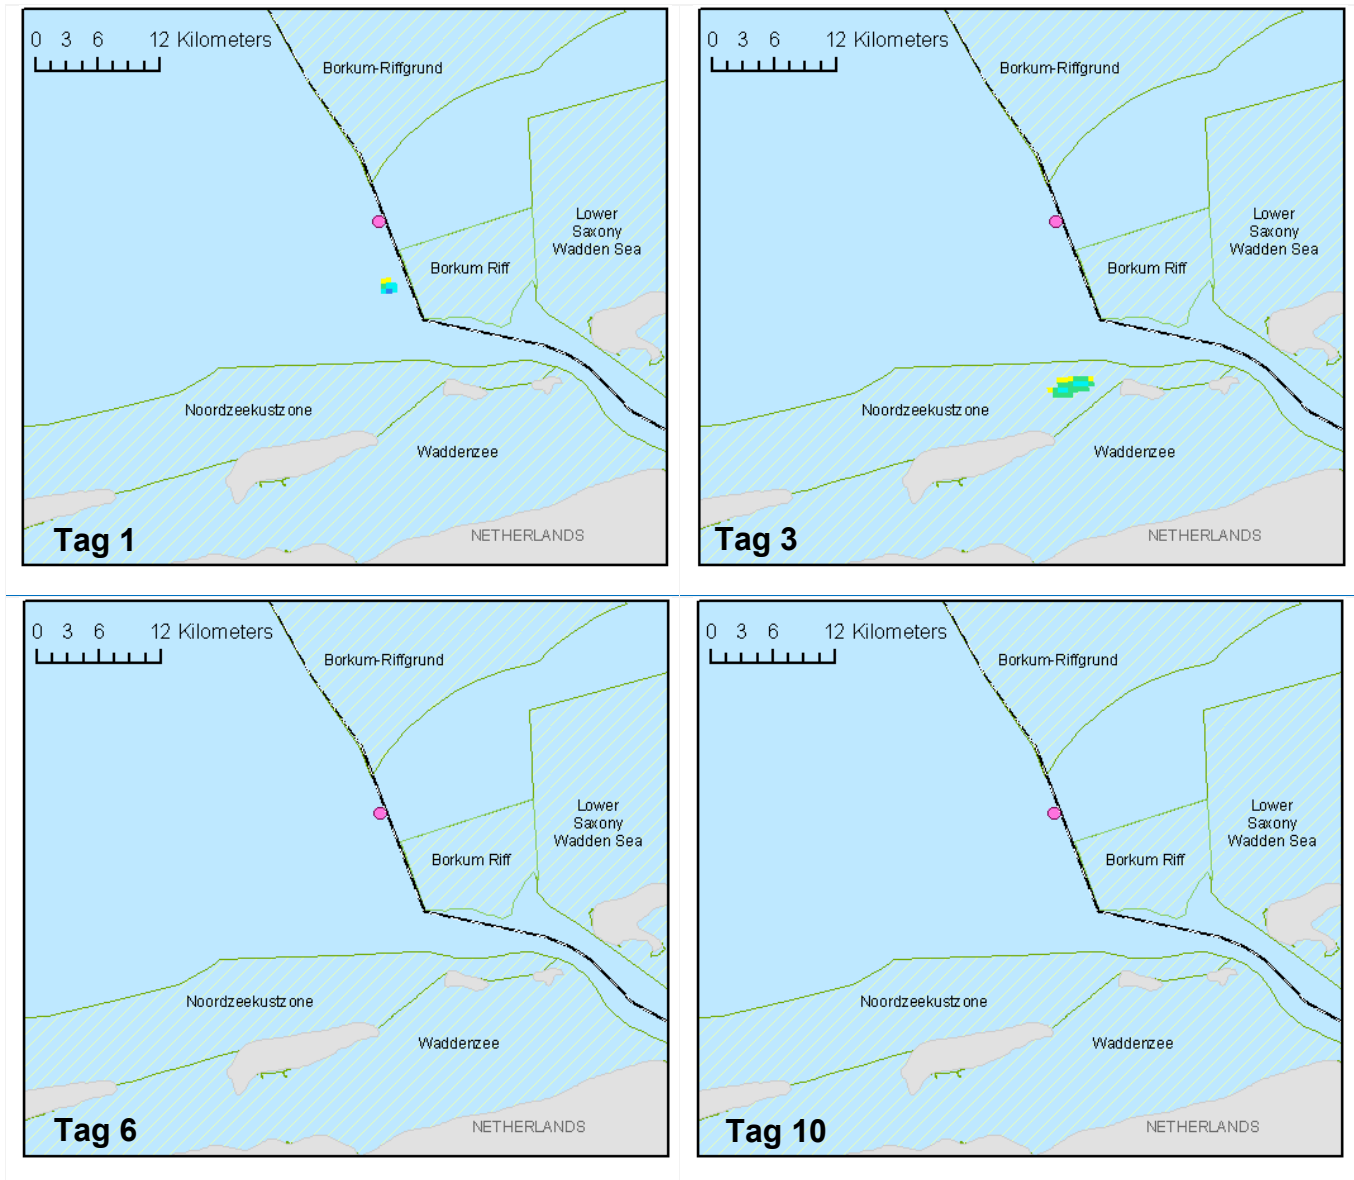 0 3 6 12 Kilometers
Borkum-Riffgrund
Lower
Saxony
Wadden Sea
Borkum Riff
Noordzeekustzone
Waddenzee
NETHERLANDS
Tag 1
0 3 6 12 Kilometers
Borkum-Riffgrund
Lower
Saxony
Wadden Sea
Borkum Riff
Noordzeekustzone
Waddenzee
NETHERLANDS
Tag 3
0 3 6 12 Kilometers
Borkum-Riffgrund
Lower
Saxony
Wadden Sea
Borkum Riff
Noordzeekustzone
Waddenzee
NETHERLANDS
Tag 6
0 3 6 12 Kilometers
Borkum-Riffgrund
Lower
Saxony
Wadden Sea
Borkum Riff
Noordzeekustzone
Waddenzee
NETHERLANDS
Tag 10